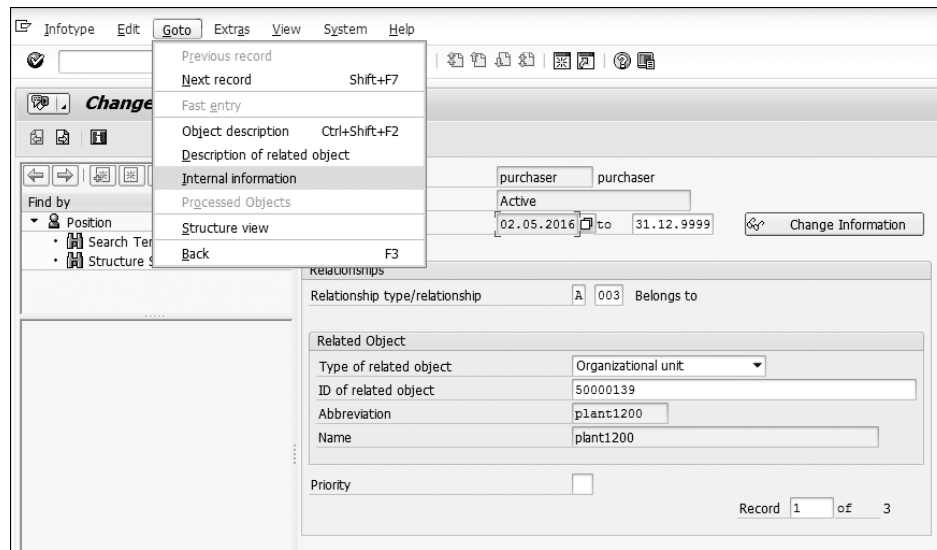 Infotype Edit Goto Extras View System Help
Previous record
Next record Shift+F7
Change
Fast entry
Object description Ctrl+Shift+F2
Description of related object
Internal information
Processed Objects
Structure view
Back F3
Find by
Position
Search Ter
Structure S
purchaser purchaser
Active
02.05.2016 to 31.12.9999 Change Information
Relationships
Relationship type/relationship A 003 Belongs to
Related Object
Type of related object Organizational unit
ID of related object 50000139
Abbreviation plant1200
Name plant1200
Priority
Record 1 of 3